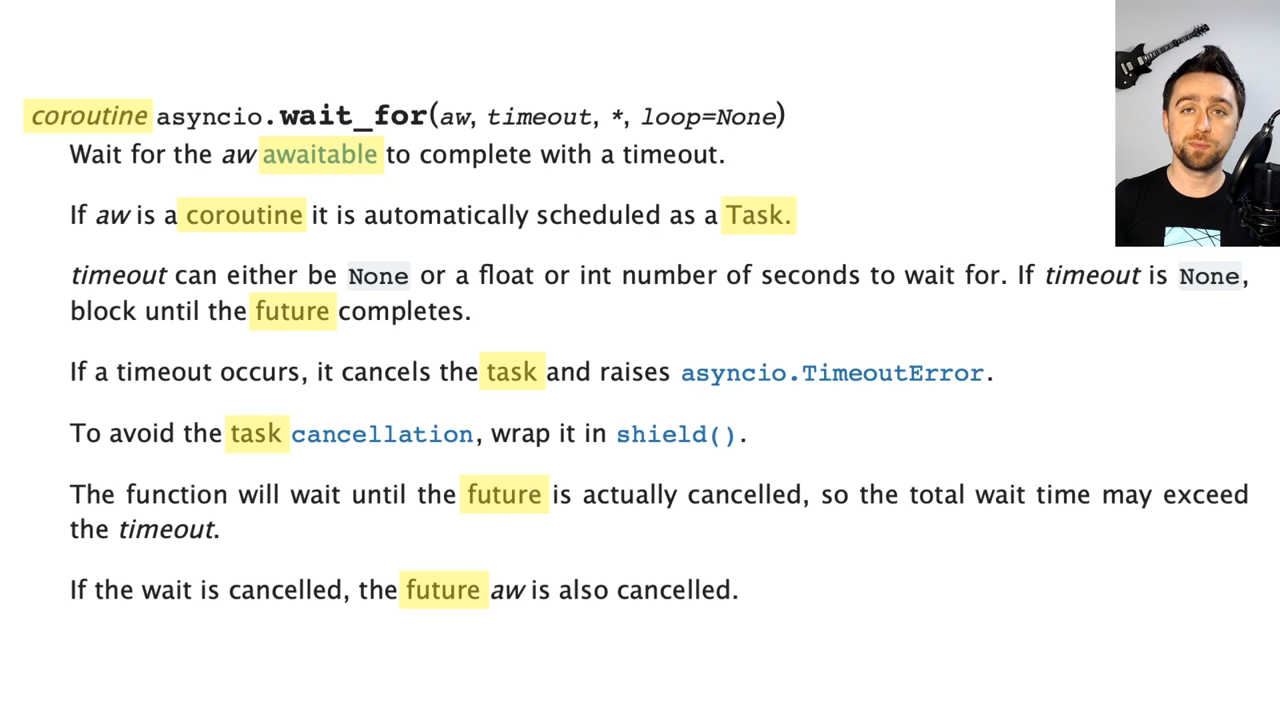 coroutine asyncio.wait_for(aw, timeout, *, loop=None)
Wait for the aw awaitable to complete with a timeout.
If aw is a coroutine it is automatically scheduled as a Task.
timeout can either be None or a float or int number of seconds to wait for. If timeout is None,
block until the future completes.
If a timeout occurs, it cancels the task and raises asyncio.TimeoutError.
To avoid the task cancellation, wrap it in shield().
The function will wait until the future is actually cancelled, so the total wait time may exceed
the timeout.
If the wait is cancelled, the future aw is also cancelled.